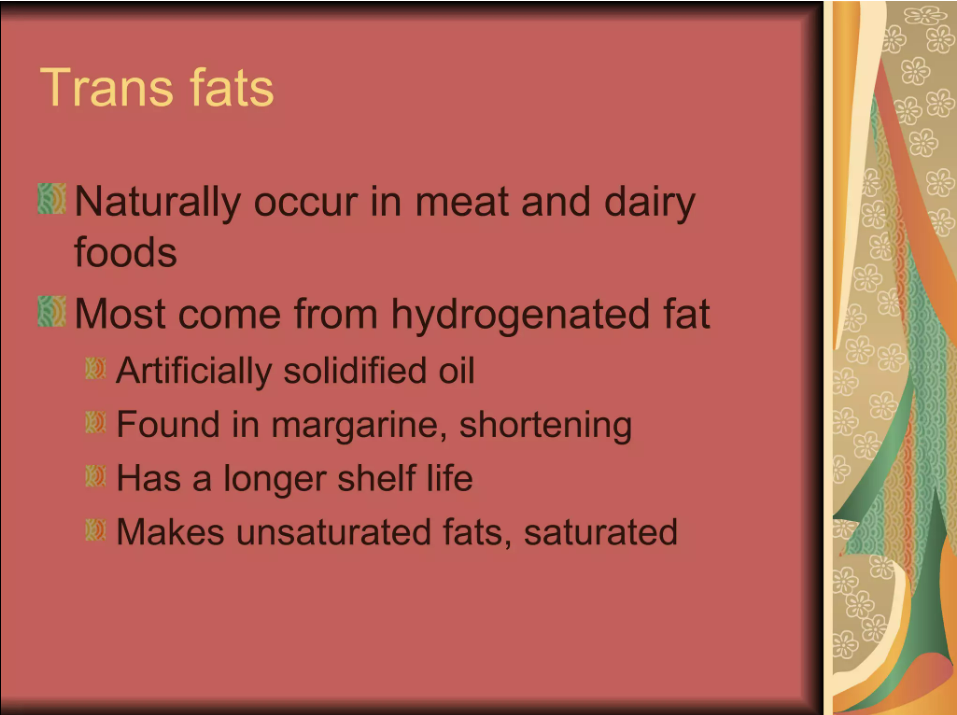 Trans fats
Naturally occur in meat and dairy
foods
Most come from hydrogenated fat
Artificially solidified oil
Found in margarine, shortening
Has a longer shelf life
Makes unsaturated fats, saturated